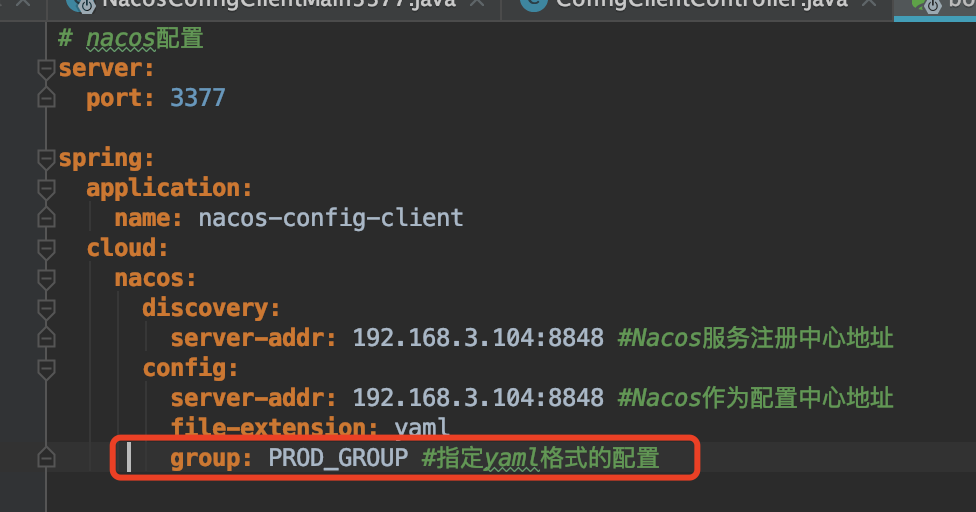 NacosConfigClientMain3377.java ConfigClientController.java bo
# nacos配置
server:
  port: 3377
spring:
  application:
    name: nacos-config-client
  cloud:
    nacos:
      discovery:
        server-addr: 192.168.3.104:8848 #Nacos服务注册中心地址
      config:
        server-addr: 192.168.3.104:8848 #Nacos作为配置中心地址
        file-extension: yaml
        group: PROD_GROUP #指定yaml格式的配置